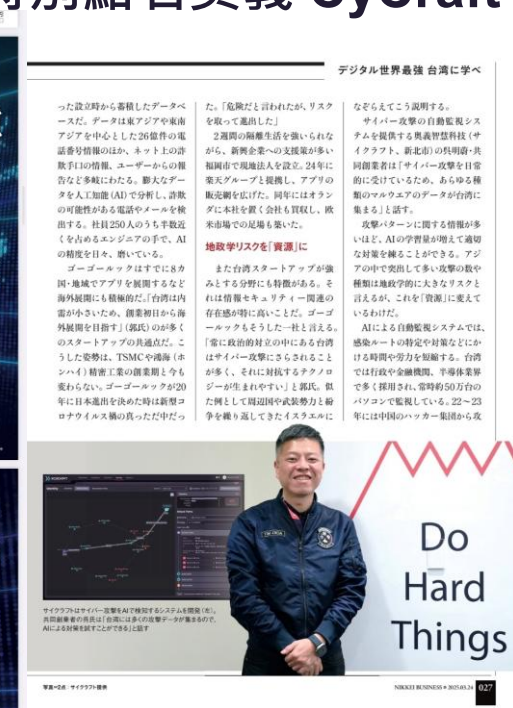 特別點名奧義 CyCraft
デジタル世界最強 台湾に学べ
った設立時から蓄積したデータベ
ースだ。データは東アジアや東南
アジアを中心とした26億件の電
話番号情報のほか、ネット上の詐
欺手口の情報、ユーザーからの報
告など多岐にわたる。膨大なデー
タを人工知能(AI)で分析し、詐欺
の可能性がある電話やメールを検
出する。社員250人のうち半数近
くを占めるエンジニアの手で、AI
の精度を日々、磨いている。
ゴーゴールックはすでに8カ
国・地域でアプリを展開するなど
海外展開にも積極的だ。「台湾は内
需が小さいため、創業初日から海
外展開を目指す」(郭氏)のが多く
のスタートアップの共通点だ。こ
うした姿勢は、TSMCや鴻海(ホ
ンハイ)精密工業の創業期と今も
変わらない。ゴーゴールックが20
年に日本進出を決めた時は新型コ
ロナウイルス禍の真っただ中だっ
た。「危険だと言われたが、リスク
を取って進出した」
2週間の隔離生活を強いられな
がら、新興企業への支援策が多い
福岡市で現地法人を設立。24年に
楽天グループと提携し、アプリの
販売網を広げた。同年にはオラン
ダに本社を置く会社も買収し、欧
米市場での足場も築いた。
地政学リスクを「資源」に
また台湾スタートアップが強
みとする分野にも特徴がある。そ
れは情報セキュリティー関連の
存在感が特に高いことだ。ゴーゴ
ールックもそうした一社と言える。
「常に政治的対立の中にある台湾
はサイバー攻撃にさらされること
が多く、それに対抗するテクノロ
ジーが生まれやすい」と郭氏。似
た例として周辺国や武装勢力と紛
争を繰り返してきたイスラエルに
なぞらえてこう説明する。
サイバー攻撃の自動監視シス
テムを提供する奥義智慧科技(サ
イクラフト、新北市)の呉明蔚・共
同創業者は「サイバー攻撃を日常
的に受けているため、あらゆる種
類のマルウエアのデータが台湾に
集まる」と話す。
攻撃パターンに関する情報が多
いほど、AIの学習量が増えて適切
な対策を練ることができる。アジ
アの中で突出して多い攻撃の数や
種類は地政学的に大きなリスクと
言えるが、これを「資源」に変えて
いるわけだ。
AIによる自動監視システムでは、
感染ルートの特定や対策などにか
ける時間や労力を短縮する。台湾
では行政や金融機関、半導体業界
で多く採用され、常時約50万台の
パソコンで監視している。22~23
年には中国のハッカー集団から攻
Do
Hard
Things
サイクラフトはサイバー攻撃をAIで検知するシステムを開発(左)。
共同創業者の呉氏は「台湾には多くの攻撃データが集まるので、
AIによる対策を試すことができる」と話す
写真=2点:サイクラフト提供
NIKKEI BUSINESS 2025.03.24 027